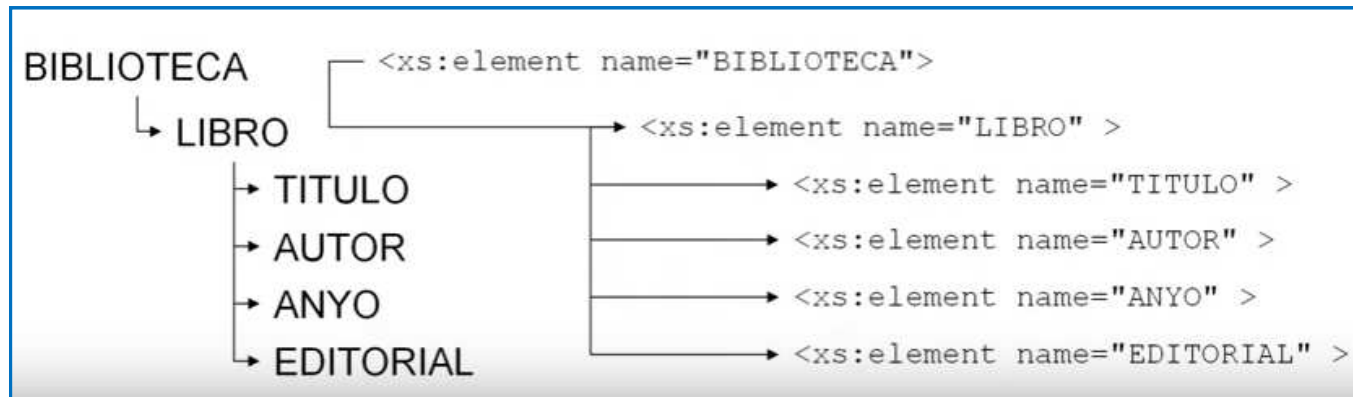 BIBLIOTECA
<xs:element name="BIBLIOTECA">
LIBRO
<xs:element name="LIBRO" >
TITULO
<xs:element name="TITULO" >
AUTOR
<xs:element name="AUTOR" >
ANYO
<xs:element name="ANYO" >
EDITORIAL
<xs:element name="EDITORIAL" >